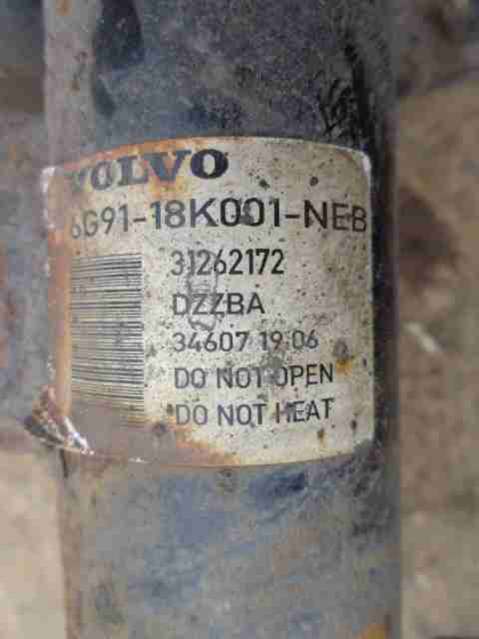 VOLVO
6G91-18K001-NEB
31262172
DZZBA
34607 19 06
DO NOT OPEN
DO NOT HEAT